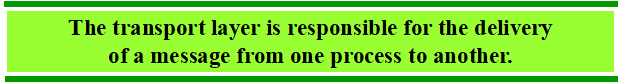 The transport layer is responsible for the delivery
of a message from one process to another.